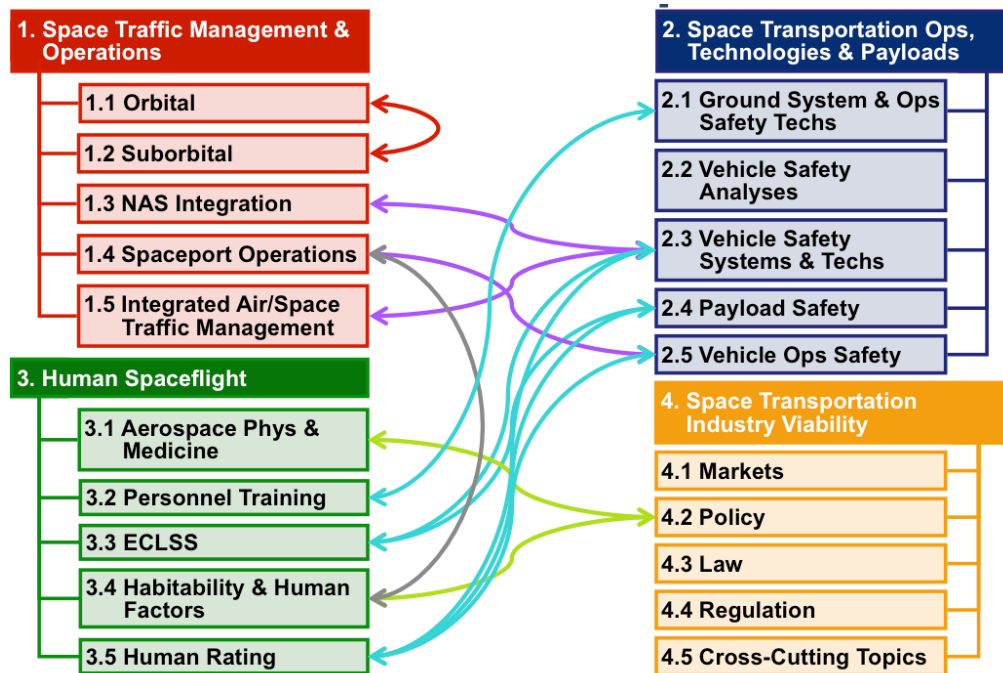 1. Space Traffic Management &
Operations
1.1 Orbital
1.2 Suborbital
1.3 NAS Integration
1.4 Spaceport Operations
1.5 Integrated Air/Space
Traffic Management
2. Space Transportation Ops,
Technologies & Payloads
2.1 Ground System & Ops
Safety Techs
2.2 Vehicle Safety
Analyses
2.3 Vehicle Safety
Systems & Techs
2.4 Payload Safety
2.5 Vehicle Ops Safety
3. Human Spaceflight
3.1 Aerospace Phys &
Medicine
3.2 Personnel Training
3.3 ECLSS
3.4 Habitability & Human
Factors
3.5 Human Rating
4. Space Transportation
Industry Viability
4.1 Markets
4.2 Policy
4.3 Law
4.4 Regulation
4.5 Cross-Cutting Topics